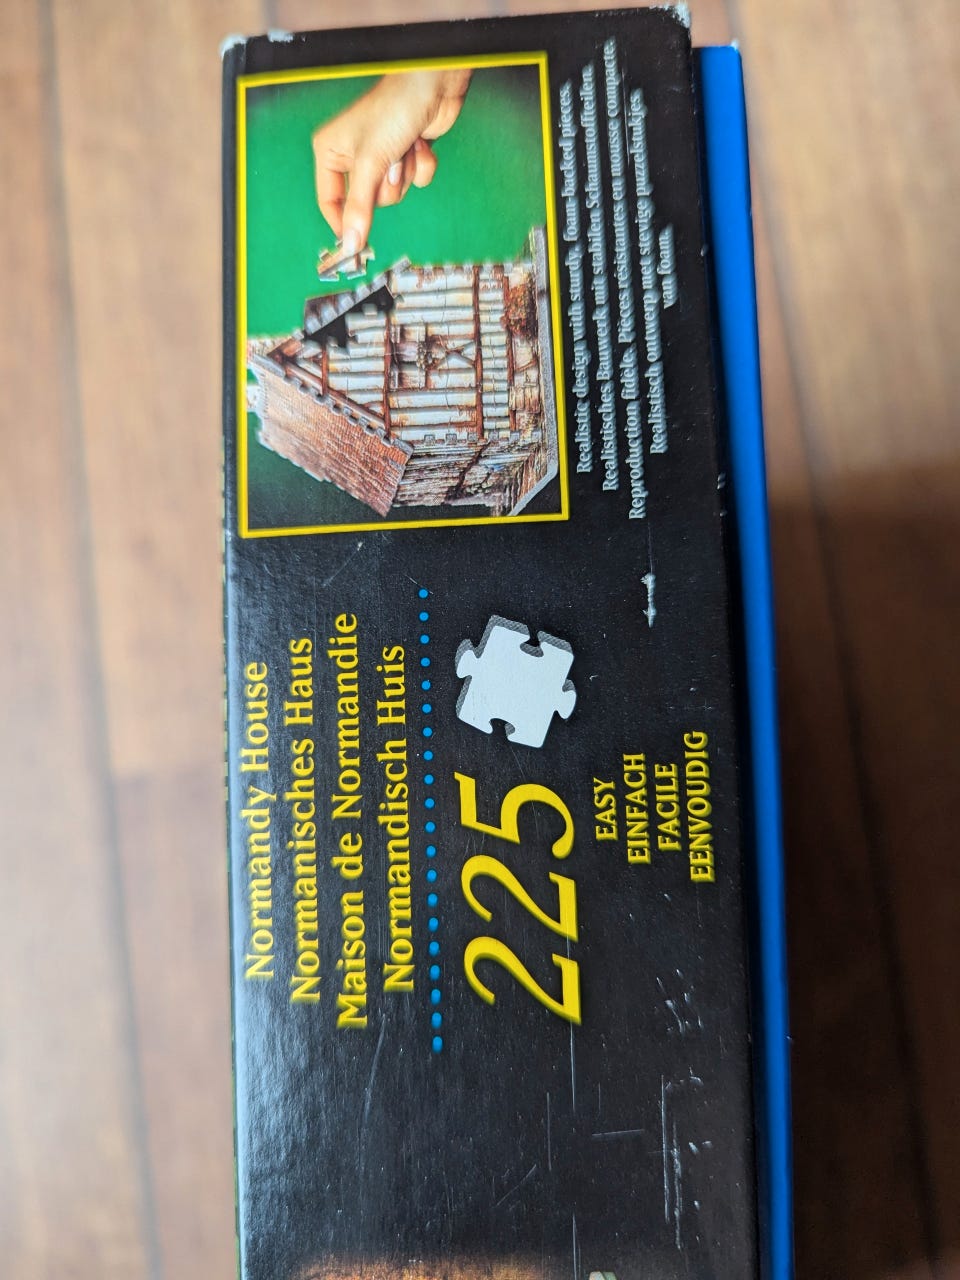 Normandy House
Normanisches Haus
Maison de Normandie
Normandisch Huis
225
EASY
EINFACH
FACILE
EENVOUDIG
Realistic design with sturdy, foam-backed pieces.
Realistisches Bauwerk mit stabilen Schaumstoffteilen.
Reproduction fidèle. Pièces résistantes en mousse compacte.
Realistisch ontwerp met stevige puzzelstukjes
van foam.